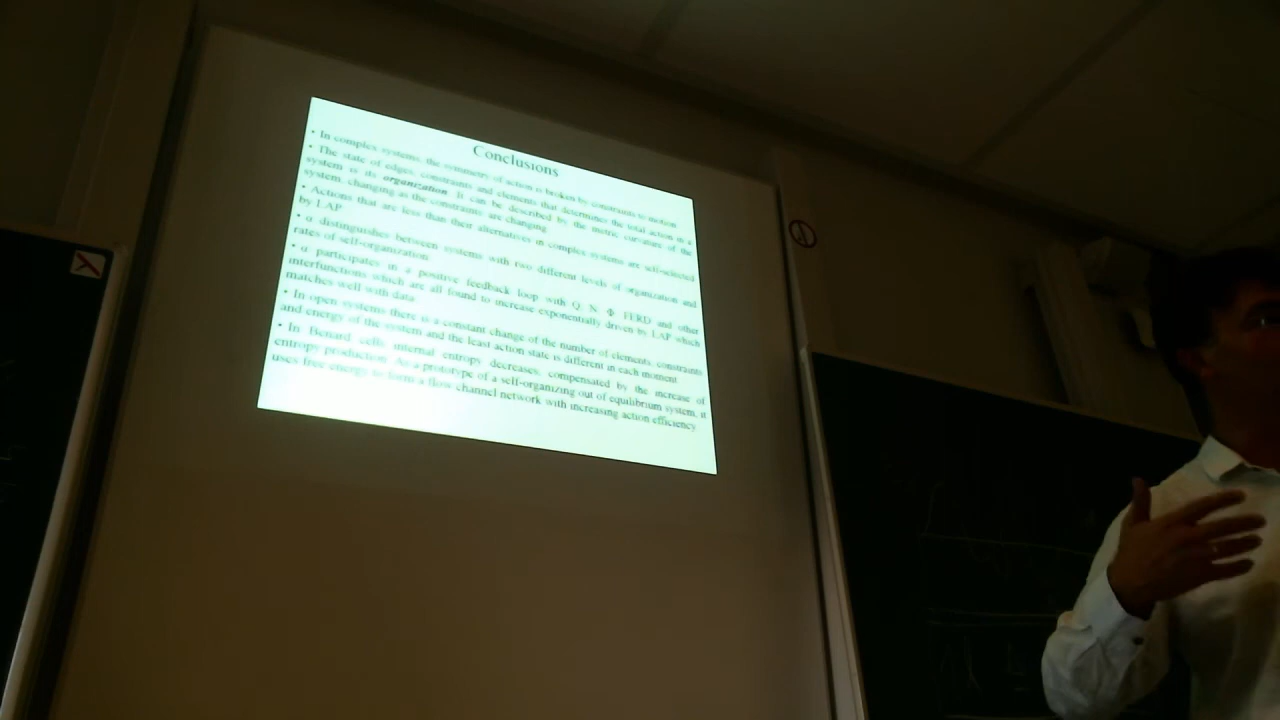 Conclusions
• In complex systems, the symmetry of action is broken by constraints to motion
• The state of edges, constraints and elements that determines the total action in a
system is its organization. It can be described by the metric curvature of the
system, changing as the constraints are changing
• Actions that are less than their alternatives in complex systems are self-selected
by LAP
• α distinguishes between systems with two different levels of organization and
rates of self-organization
• α participates in a positive feedback loop with Q, N, Φ, FERD and other
interfunctions which are all found to increase exponentially driven by LAP which
matches well with data
• In open systems there is a constant change of the number of elements, constraints
and energy of the system and the least action state is different in each moment
• In Benard cells, internal entropy decreases, compensated by the increase of
entropy production. As a prototype of a self-organizing out of equilibrium system, it
uses free energy to form a flow channel network with increasing action efficiency